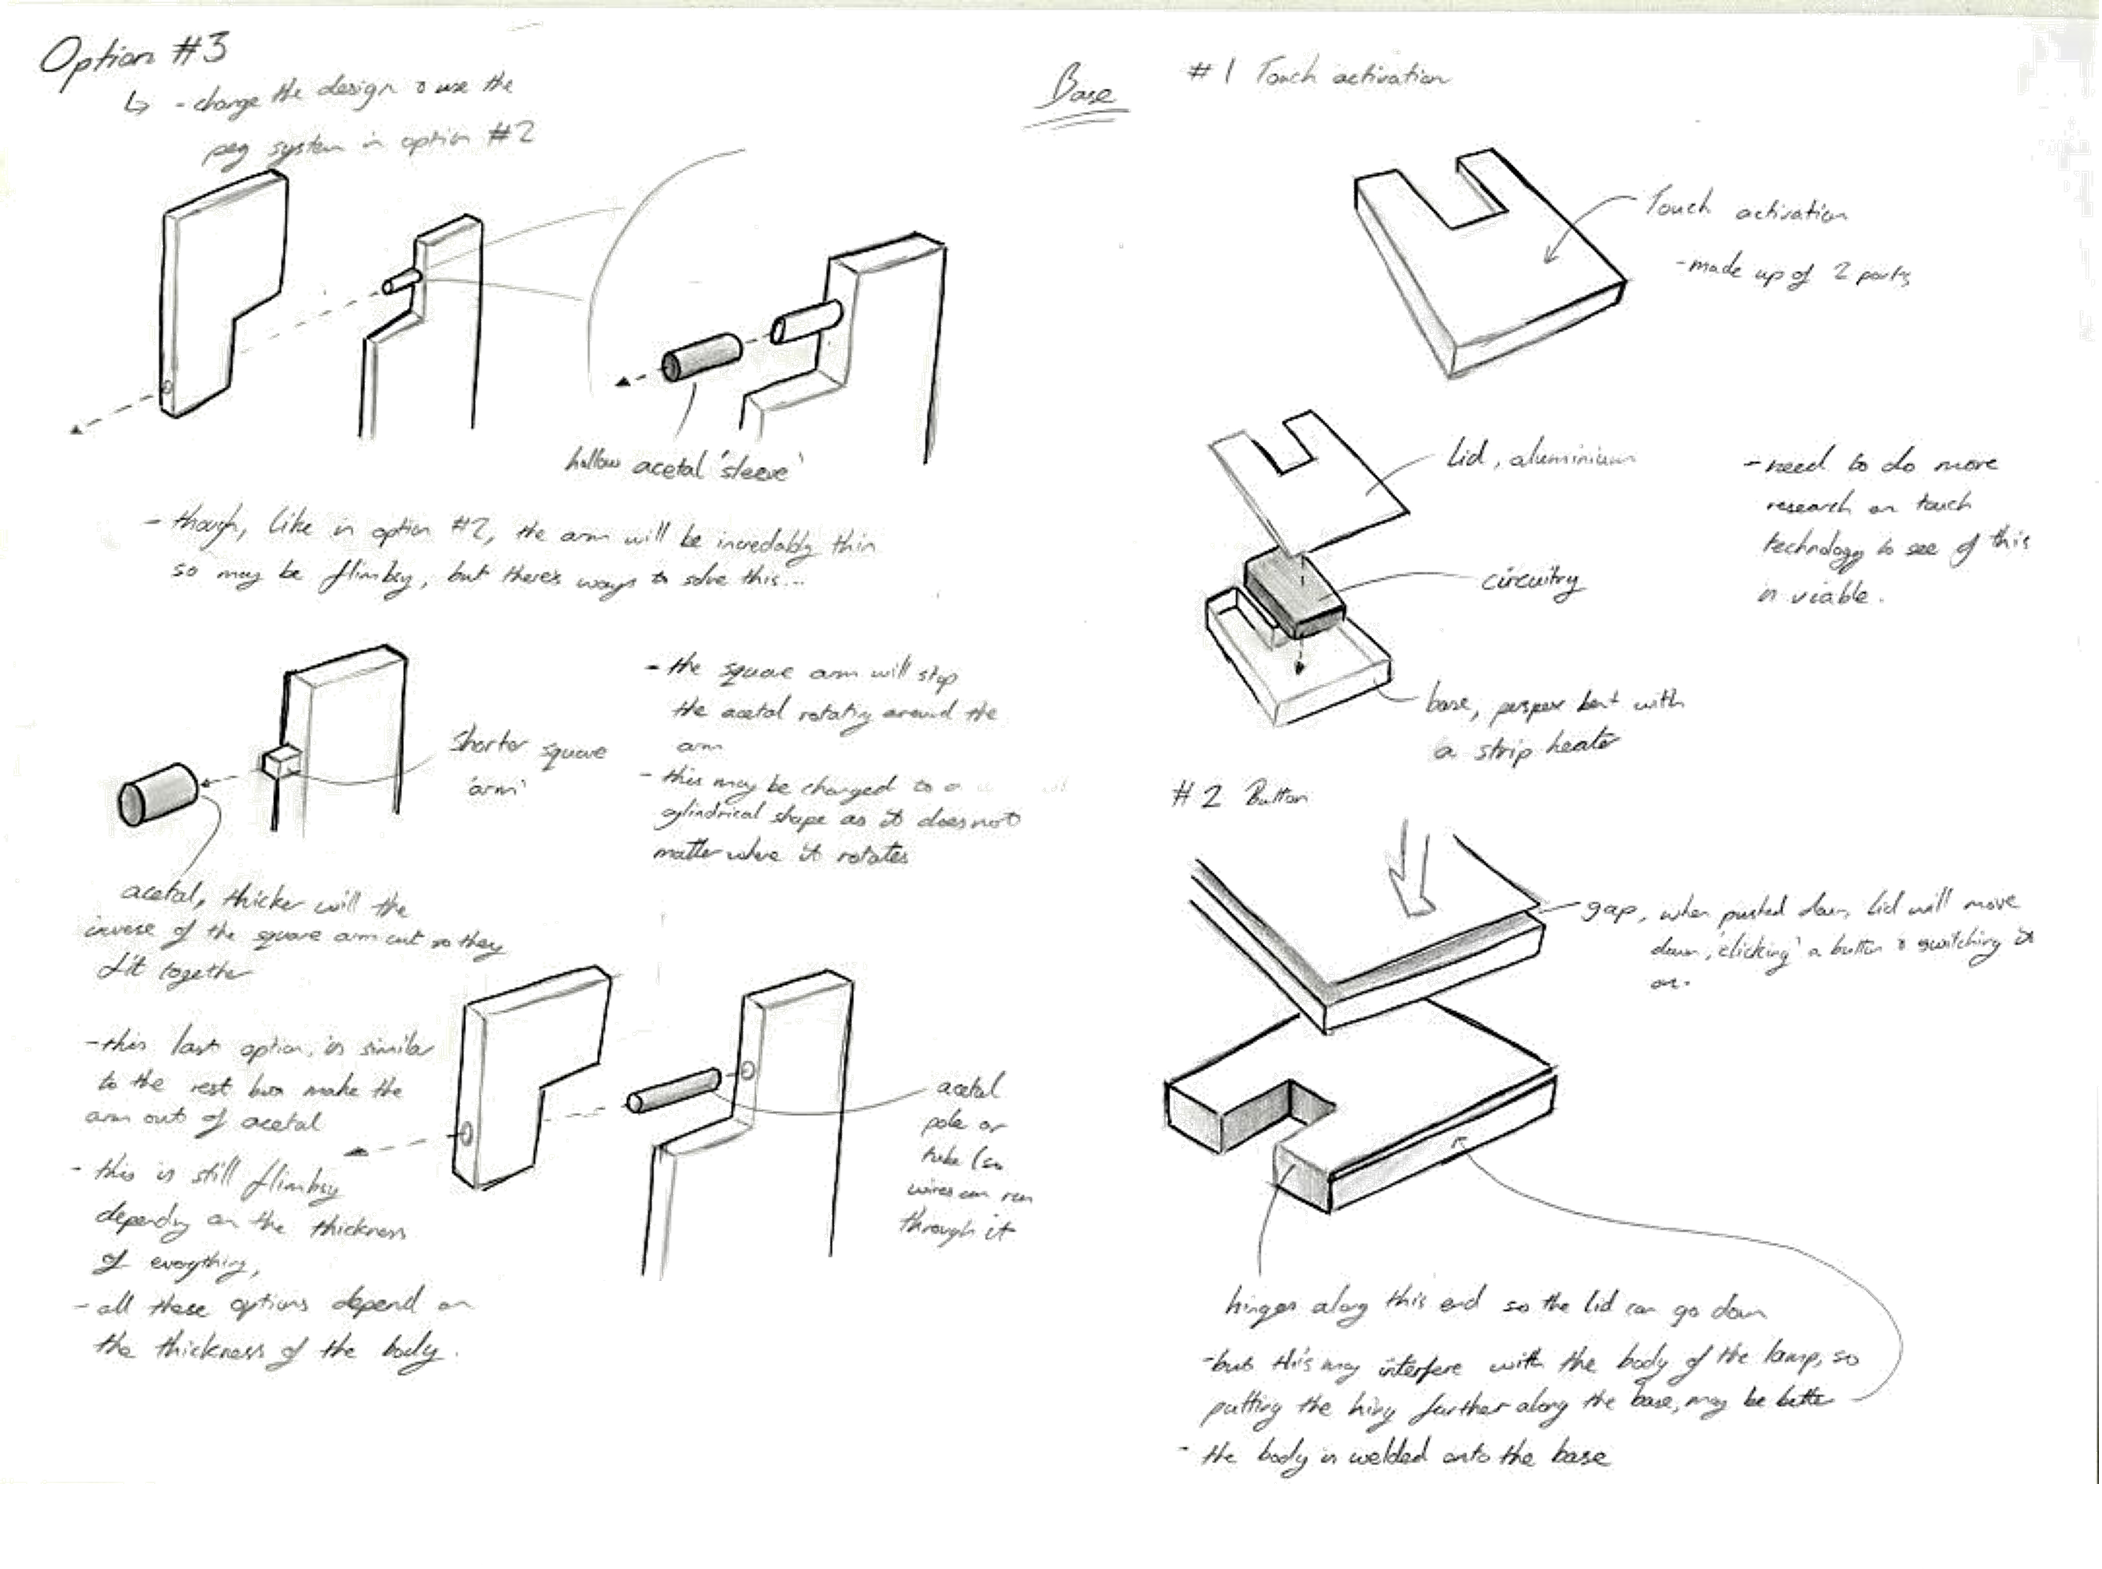 Option #3
↳ - change the design & use the
peg system in option #2
hollow acetal 'sleeve'
- though, like in option #2, the arm will be incredably thin
so may be flimbsy, but there's ways to solve this...
shorter square
'arm'
- the square arm will stop
the acetal rotating around the
arm
- this may be changed to a
cylindrical shape as it does not
matter where it rotates
acetal, thicker will the
inverse of the square arm cut so they
fit together
- this last option, is similar
to the rest but make the
arm out of acetal
- this is still flimbsy
depending on the thickness
of everything,
- all these options depend on
the thickness of the body.
acetal
pole or
tube (so
wires can run
through it
Base
#1 Touch activation
Touch activation
- made up of 2 parts
lid, aluminium
circuitry
base, perspex bent with
a strip heater
- need to do more
research on touch
technology to see if this
is viable.
#2 Button
gap, when pushed down, lid will move
down, 'clicking' a button & switching it
on.
hinges along this end so the lid can go down
- but this may interfere with the body of the lamp, so
putting the hing further along the base, may be better
- the body is welded onto the base